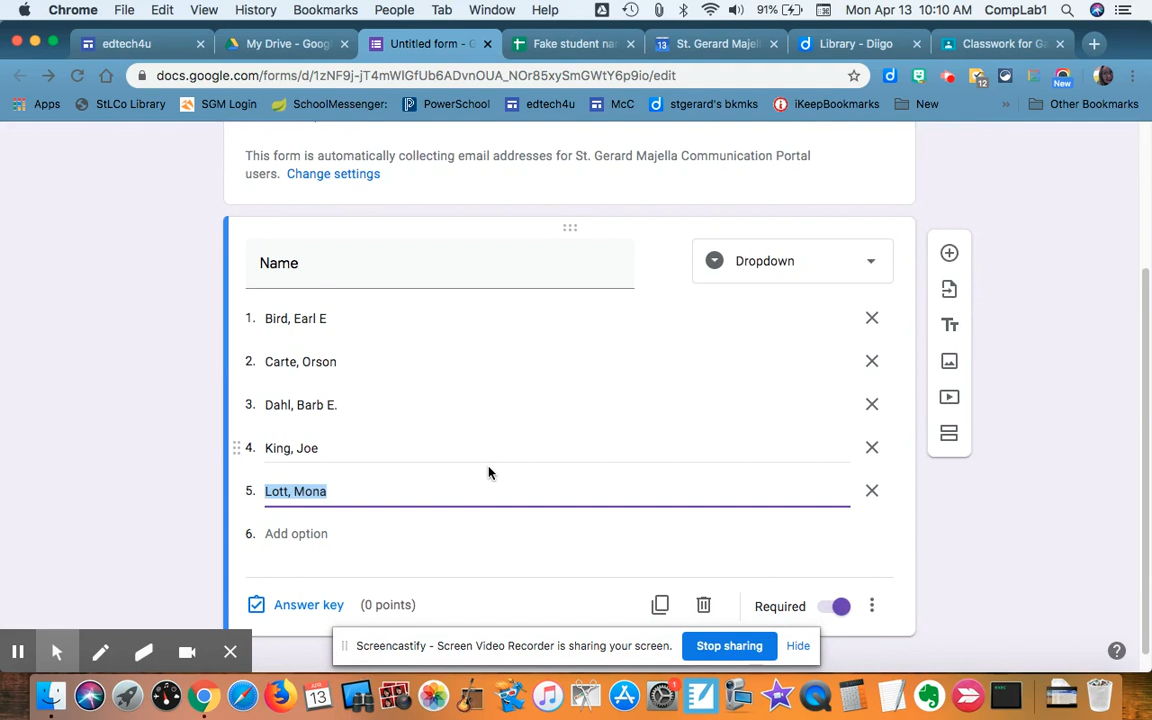 Chrome File Edit View History Bookmarks People Tab Window Help 91% Mon Apr 13 10:10 AM CompLab1
edtech4u My Drive - Goog Untitled form - G Fake student na St. Gerard Majel Library - Diigo Classwork for Ga
docs.google.com/forms/d/1zNF9j-jT4mWIGfUb6ADvnOUA_NOr85xySmGWtY6p9io/edit 12 New
Apps StLCo Library SGM Login SchoolMessenger: PowerSchool edtech4u McC stgerard's bkmks iKeepBookmarks New » Other Bookmarks
This form is automatically collecting email addresses for St. Gerard Majella Communication Portal
users. Change settings
Name Dropdown
1. Bird, Earl E
2. Carte, Orson
3. Dahl, Barb E.
4. King, Joe
5. Lott, Mona
6. Add option
Answer key (0 points) Required
Screencastify - Screen Video Recorder is sharing your screen. Stop sharing Hide